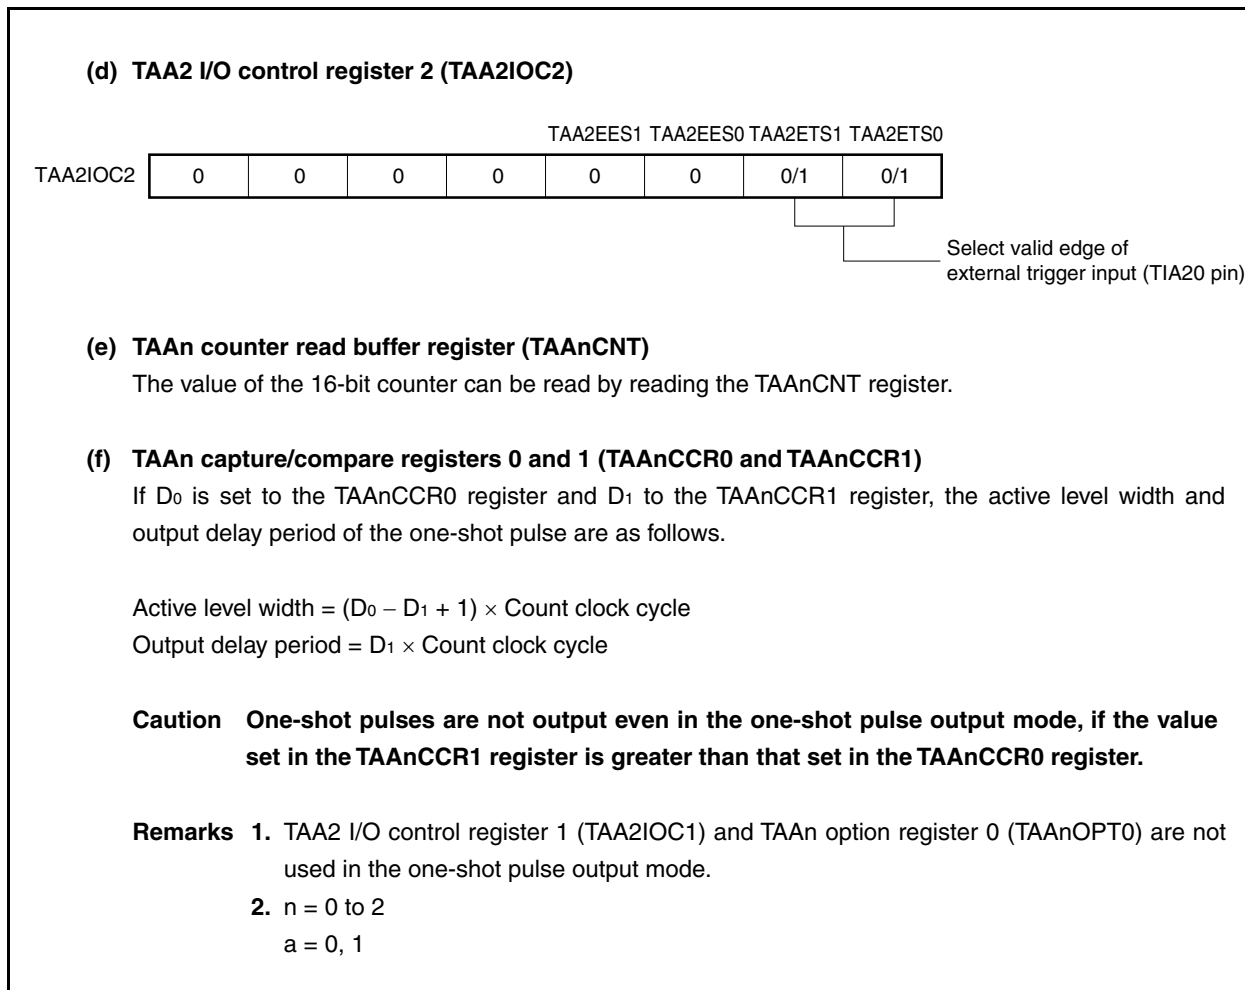 (d) TAA2 I/O control register 2 (TAA2IOC2)
TAA2EES1 TAA2EES0 TAA2ETS1 TAA2ETS0
TAA2IOC2 0 0 0 0 0 0 0/1 0/1
Select valid edge of
external trigger input (TIA20 pin)
(e) TAAn counter read buffer register (TAAnCNT)
The value of the 16-bit counter can be read by reading the TAAnCNT register.
(f) TAAn capture/compare registers 0 and 1 (TAAnCCR0 and TAAnCCR1)
If D0 is set to the TAAnCCR0 register and D1 to the TAAnCCR1 register, the active level width and
output delay period of the one-shot pulse are as follows.
Active level width = (D0 − D1 + 1) × Count clock cycle
Output delay period = D1 × Count clock cycle
Caution One-shot pulses are not output even in the one-shot pulse output mode, if the value
set in the TAAnCCR1 register is greater than that set in the TAAnCCR0 register.
Remarks 1. TAA2 I/O control register 1 (TAA2IOC1) and TAAn option register 0 (TAAnOPT0) are not
used in the one-shot pulse output mode.
2. n = 0 to 2
a = 0, 1